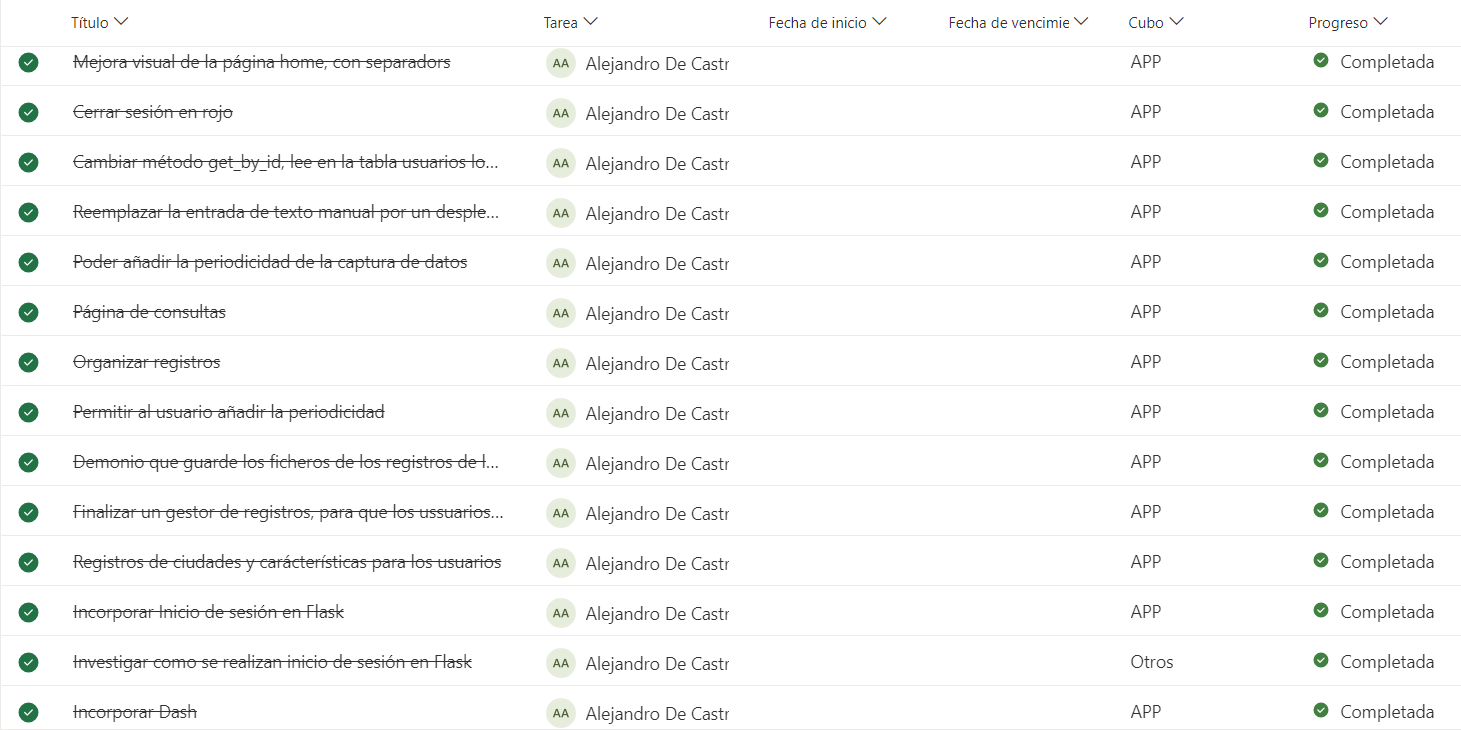 Título Tarea Fecha de inicio Fecha de vencimie Cubo Progreso
Mejora visual de la página home, con separadors AA Alejandro De Castr APP Completada
Cerrar sesión en rojo AA Alejandro De Castr APP Completada
Cambiar método get_by_id, lee en la tabla usuarios lo... AA Alejandro De Castr APP Completada
Reemplazar la entrada de texto manual por un desple... AA Alejandro De Castr APP Completada
Poder añadir la periodicidad de la captura de datos AA Alejandro De Castr APP Completada
Página de consultas AA Alejandro De Castr APP Completada
Organizar registros AA Alejandro De Castr APP Completada
Permitir al usuario añadir la periodicidad AA Alejandro De Castr APP Completada
Demonio que guarde los ficheros de los registros de l... AA Alejandro De Castr APP Completada
Finalizar un gestor de registros, para que los ussuarios... AA Alejandro De Castr APP Completada
Registros de ciudades y carácterísticas para los usuarios AA Alejandro De Castr APP Completada
Incorporar Inicio de sesión en Flask AA Alejandro De Castr APP Completada
Investigar como se realizan inicio de sesión en Flask AA Alejandro De Castr Otros Completada
Incorporar Dash AA Alejandro De Castr APP Completada